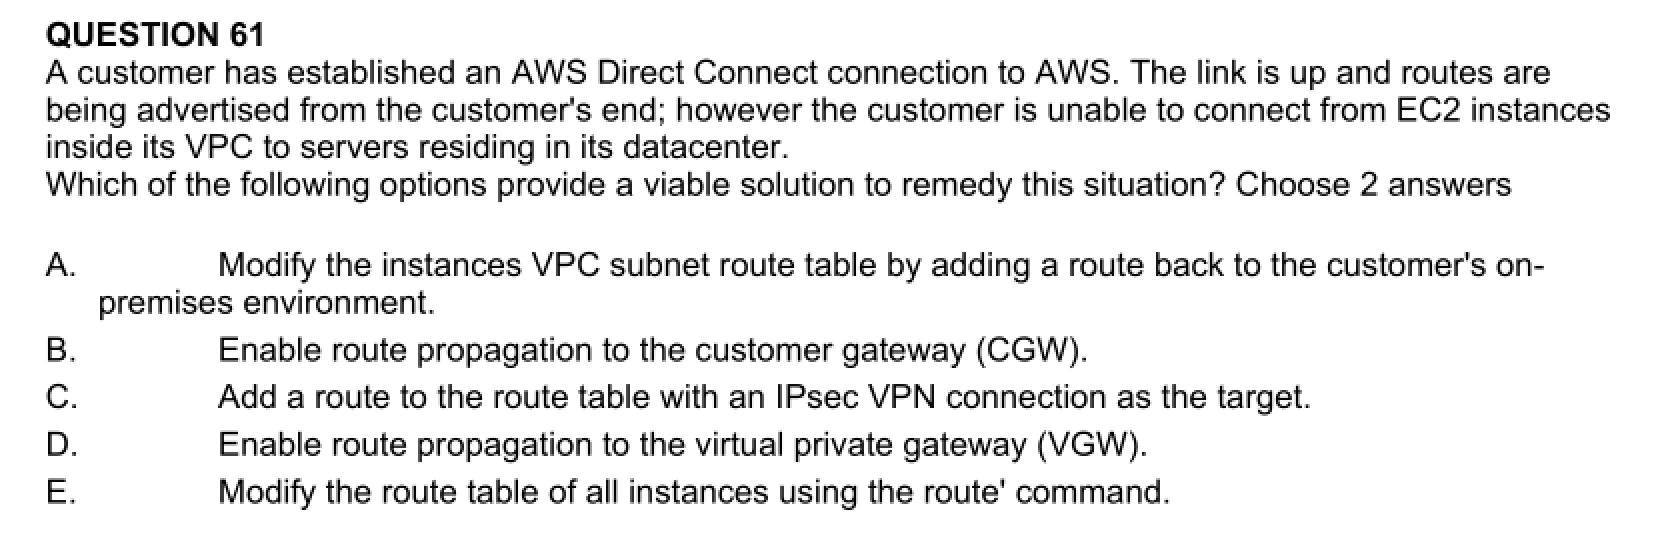 QUESTION 61
A customer has established an AWS Direct Connect connection to AWS. The link is up and routes are
being advertised from the customer's end; however the customer is unable to connect from EC2 instances
inside its VPC to servers residing in its datacenter.
Which of the following options provide a viable solution to remedy this situation? Choose 2 answers
A. Modify the instances VPC subnet route table by adding a route back to the customer's on-
premises environment.
B. Enable route propagation to the customer gateway (CGW).
C. Add a route to the route table with an IPsec VPN connection as the target.
D. Enable route propagation to the virtual private gateway (VGW).
E. Modify the route table of all instances using the route' command.